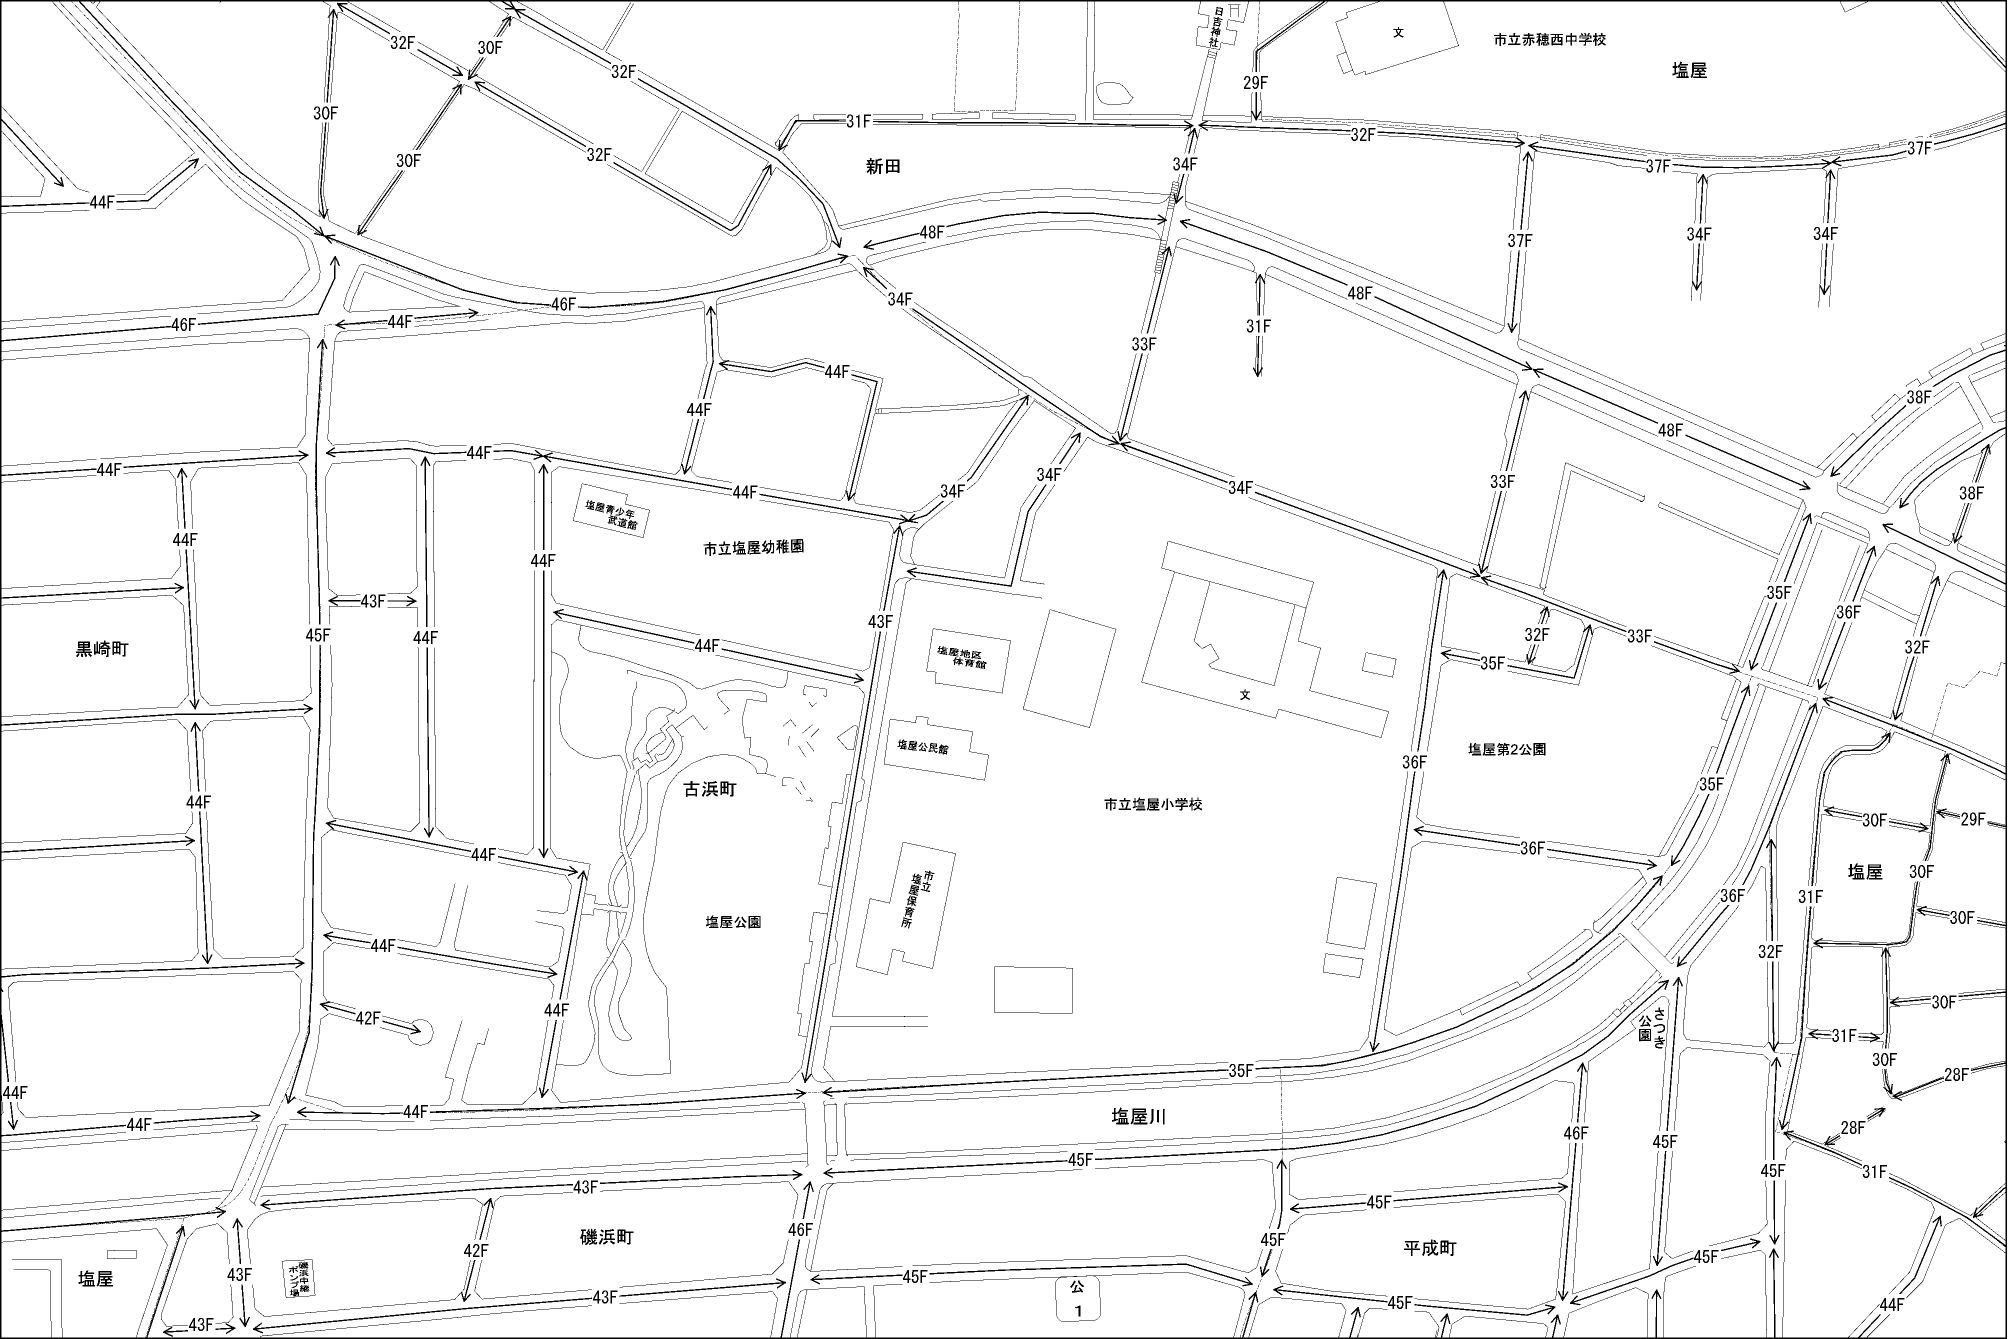 日吉神社
文
市立赤穂西中学校
塩屋
32F
30F
32F
29F
30F
31F
32F
37F
37F
新田
32F
30F
34F
44F
34F
34F
48F
37F
48F
46F
34F
46F
44F
31F
33F
44F
38F
44F
48F
44F
44F
44F
34F
34F
34F
33F
38F
塩屋青少年
武道館
市立塩屋幼稚園
44F
44F
35F
43F
36F
43F
45F
44F
44F
32F
33F
32F
黒崎町
塩屋地区
体育館
35F
文
塩屋公民館
塩屋第2公園
36F
35F
古浜町
44F
市立塩屋小学校
30F
29F
36F
44F
塩屋
30F
31F
36F
市立
塩屋保育所
塩屋公園
30F
44F
32F
44F
42F
30F
さつき
公園
31F
30F
35F
28F
44F
44F
44F
塩屋川
28F
46F
45F
45F
45F
31F
43F
45F
46F
磯浜町
45F
平成町
42F
45F
塩屋
43F
磯浜中継
ポンプ場
45F
公
1
43F
45F
44F
43F